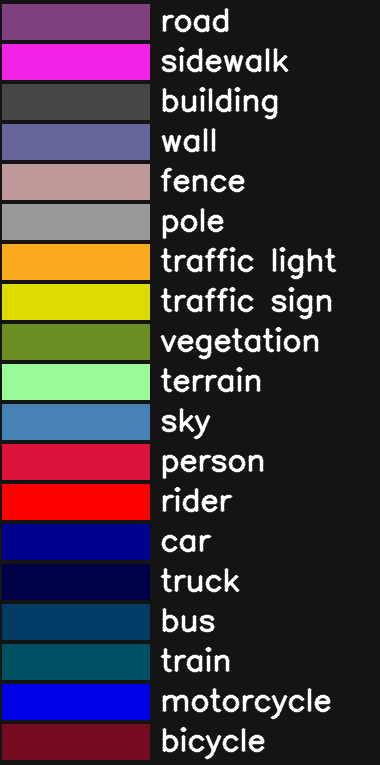 road
sidewalk
building
wall
fence
pole
traffic light
traffic sign
vegetation
terrain
sky
person
rider
car
truck
bus
train
motorcycle
bicycle